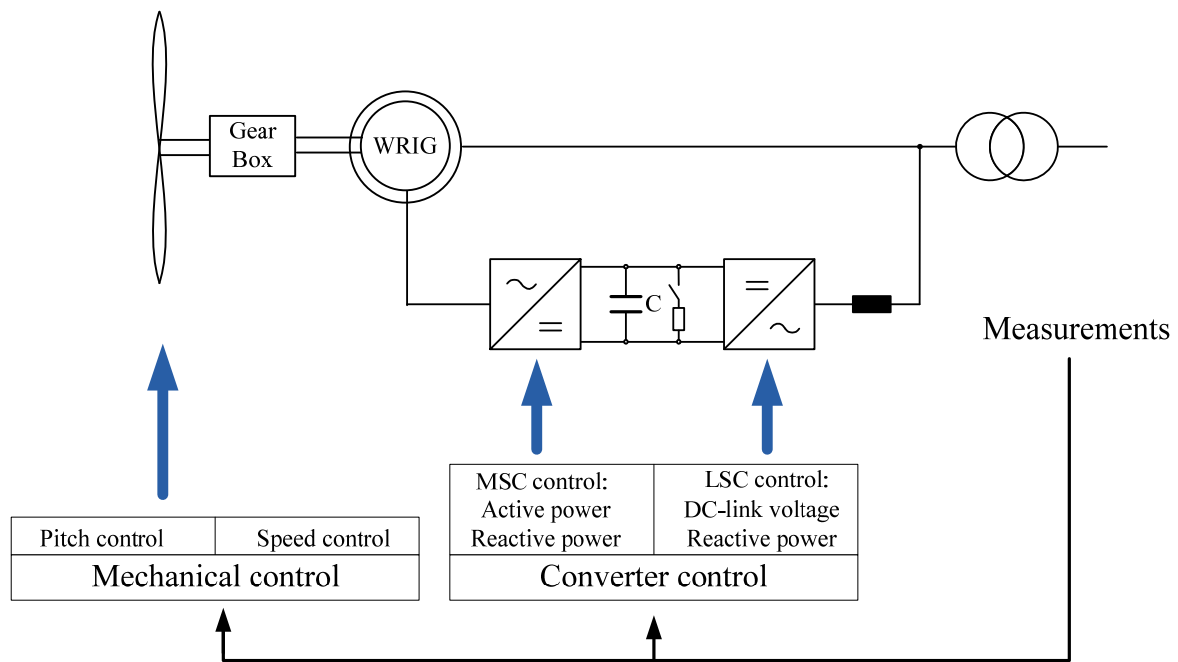 Gear
Box
WRIG
C
Measurements
MSC control:
Active power
Reactive power
LSC control:
DC-link voltage
Reactive power
Pitch control
Speed control
Mechanical control
Converter control